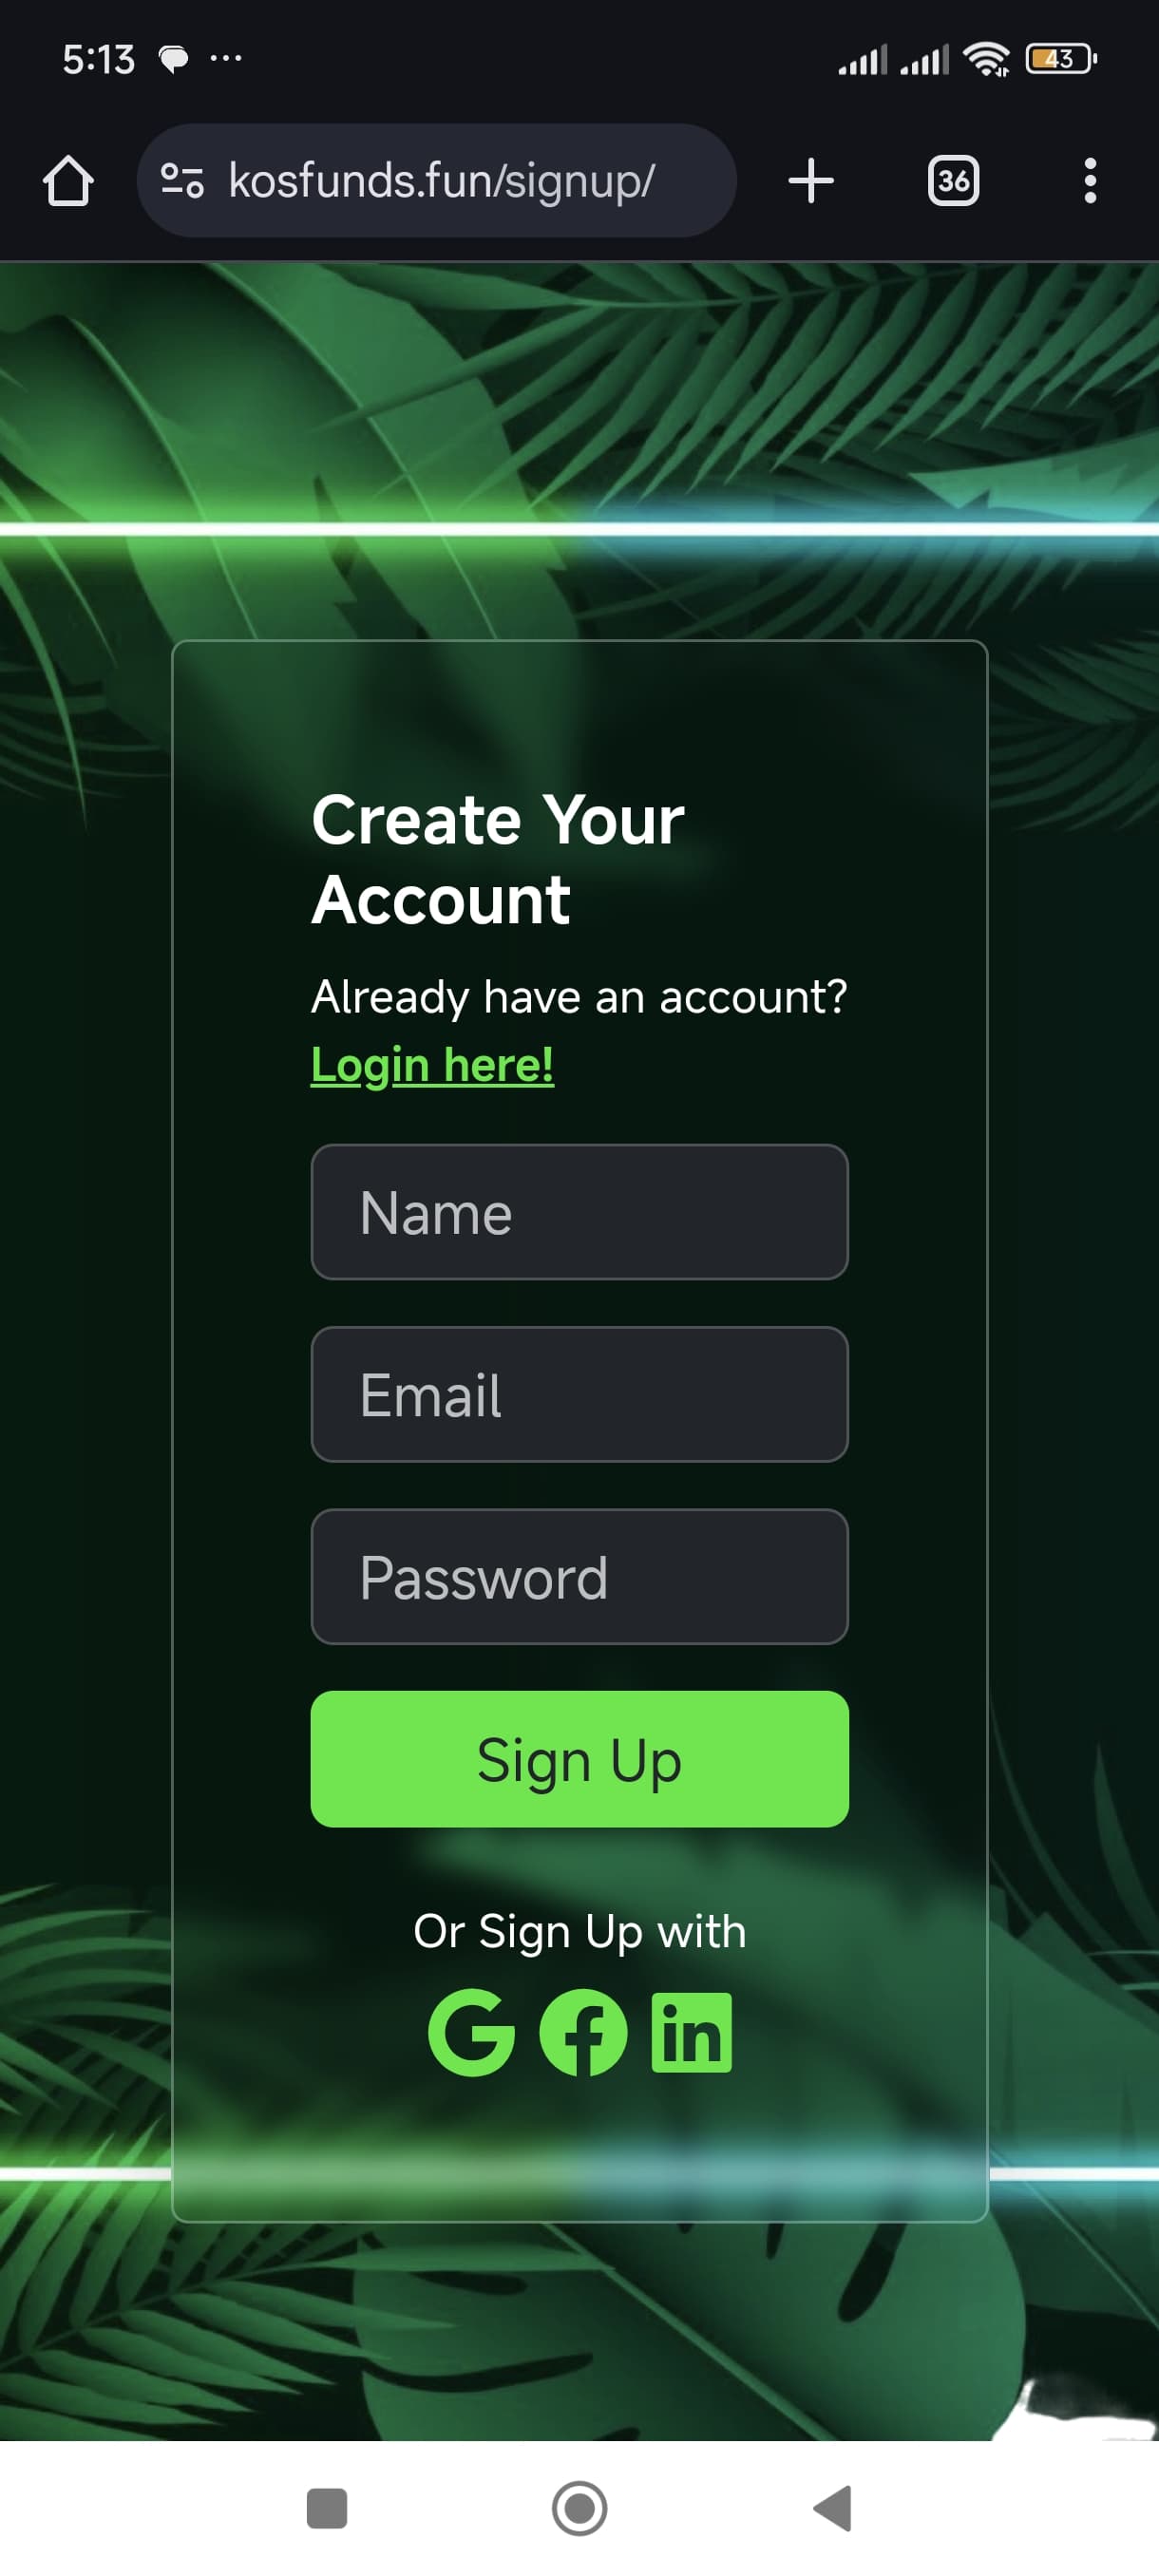 5:13
43
kosfunds.fun/signup/
36
Create Your
Account
Already have an account?
Login here!
Name
Email
Password
Sign Up
Or Sign Up with
G f in